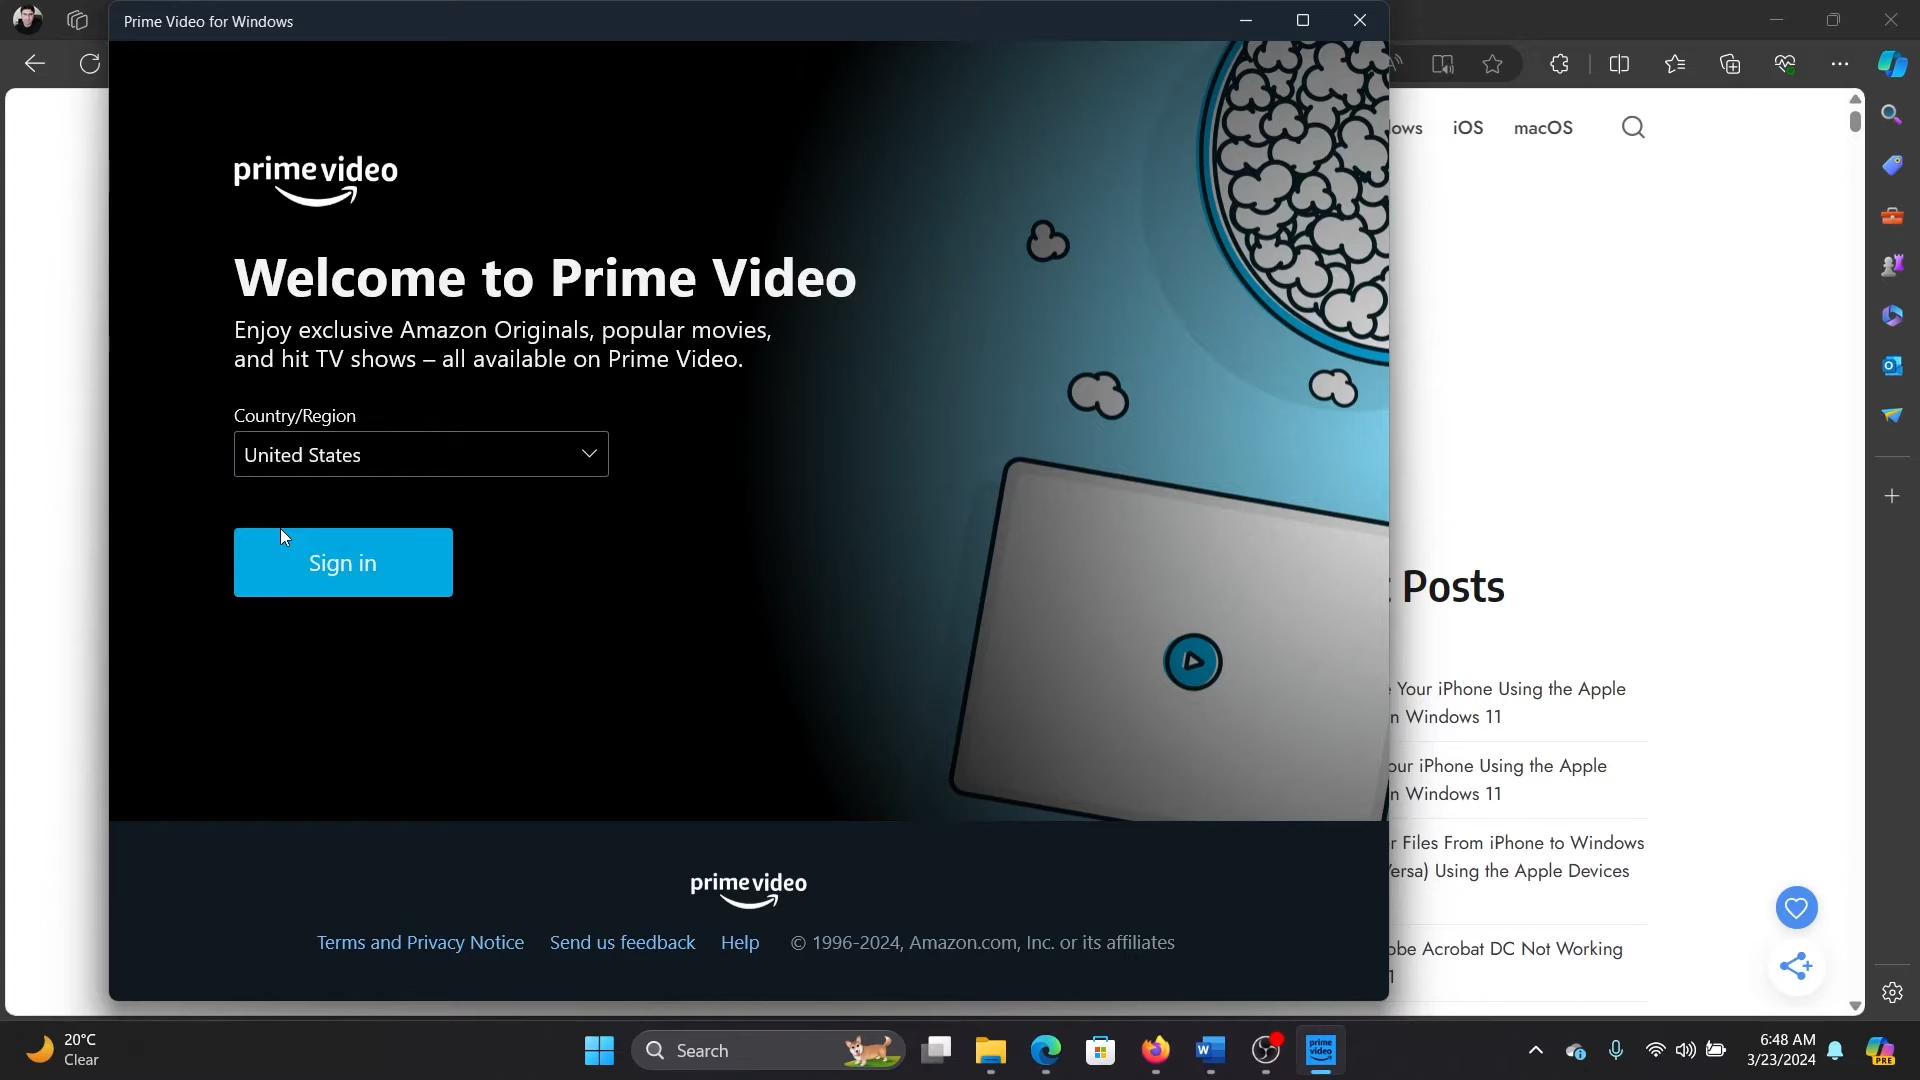 Prime Video for Windows
prime video
Welcome to Prime Video
Enjoy exclusive Amazon Originals, popular movies,
and hit TV shows – all available on Prime Video.
Country/Region
United States
Sign in
prime video
Terms and Privacy Notice Send us feedback Help © 1996-2024, Amazon.com, Inc. or its affiliates
iOS macOS
Posts
Your iPhone Using the Apple
Windows 11
iPhone Using the Apple
Windows 11
Files From iPhone to Windows
Using the Apple Devices
Acrobat DC Not Working
20°C
Clear
Search
prime video
6:48 AM
3/23/2024
PRE